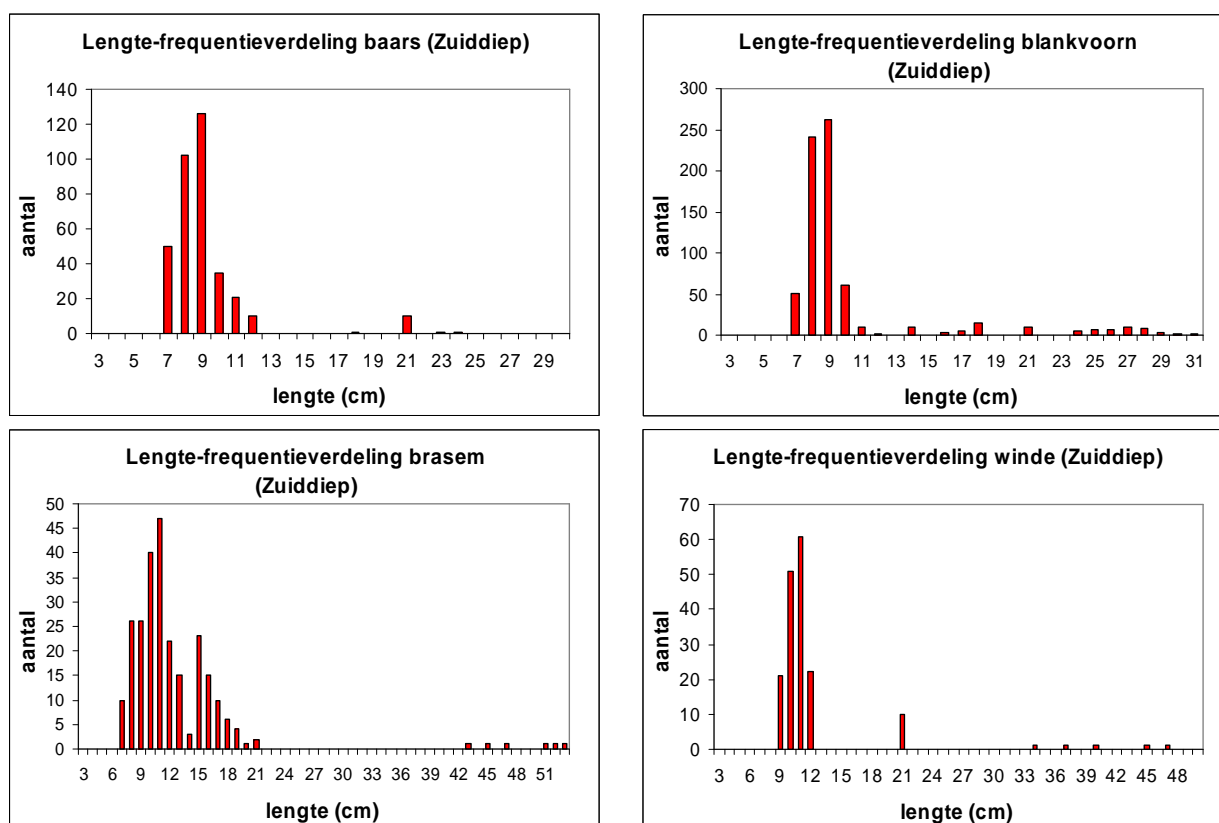 Lengte-frequentieverdeling baars (Zuiddiep)
140
120
100
80
60
40
20
0
aantal
3 5 7 9 11 13 15 17 19 21 23 25 27 29
lengte (cm)
Lengte-frequentieverdeling blankvoorn
(Zuiddiep)
300
250
200
150
100
50
0
aantal
3 5 7 9 11 13 15 17 19 21 23 25 27 29 31
lengte (cm)
Lengte-frequentieverdeling brasem
(Zuiddiep)
50
45
40
35
30
25
20
15
10
5
0
aantal
3 6 9 12 15 18 21 24 27 30 33 36 39 42 45 48 51
lengte (cm)
Lengte-frequentieverdeling winde (Zuiddiep)
70
60
50
40
30
20
10
0
aantal
3 6 9 12 15 18 21 24 27 30 33 36 39 42 45 48
lengte (cm)